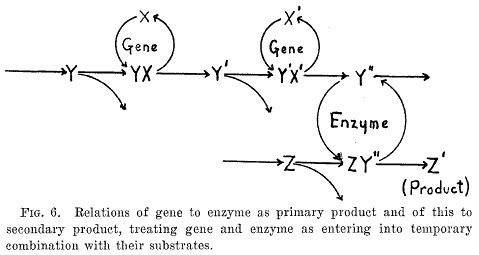 X X'
Gene Gene
Y YX Y' Y'X' Y"
Enzyme
Z ZY" Z'
(Product)
FIG. 6. Relations of gene to enzyme as primary product and of this to
secondary product, treating gene and enzyme as entering into temporary
combination with their substrates.